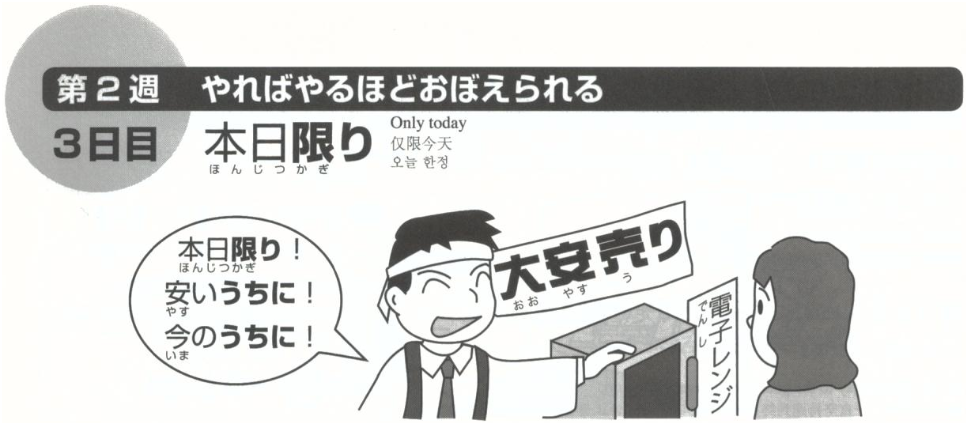 第2週 やればやるほどおぼえられる
3日目 本日限り
ほんじつかぎ
Only today
仅限今天
오늘 한정
本日限り！
ほんじつかぎ
安いうちに！
やす
今のうちに！
いま
大安売り
おお やす う
電子レンジ
でんし